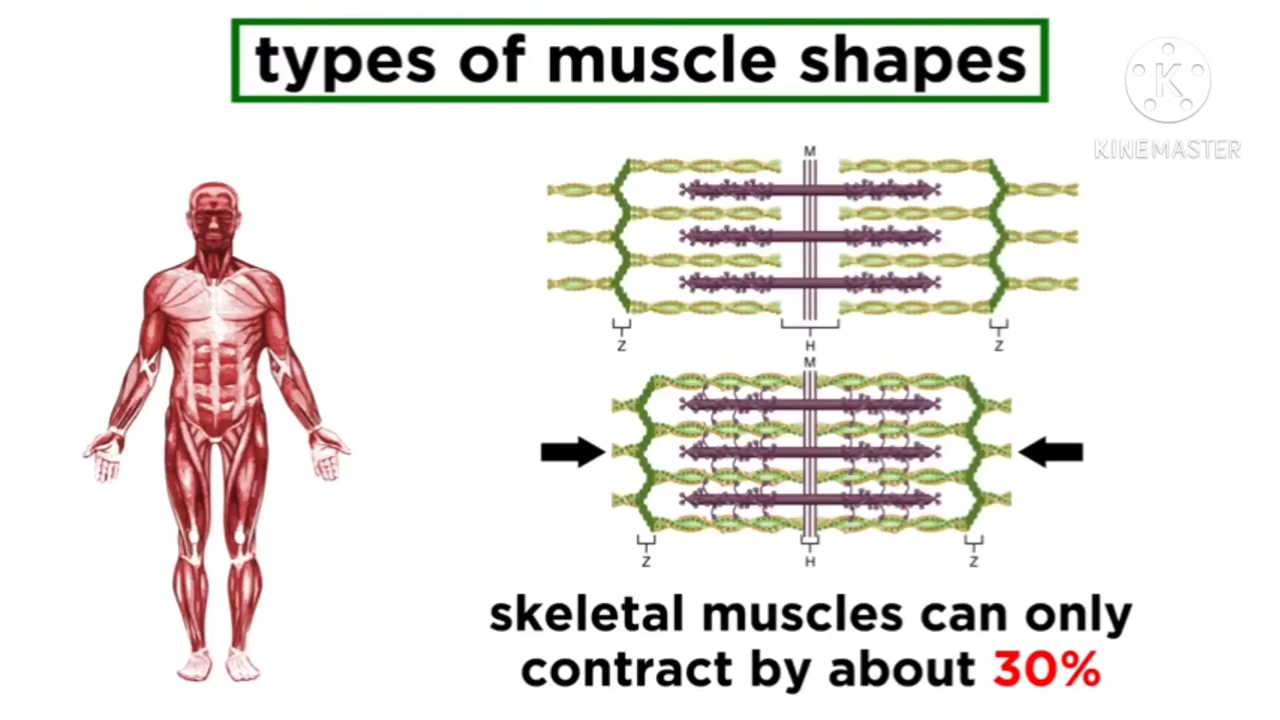 types of muscle shapes
K
KINEMASTER
M
Z
H
Z
M
Z
H
Z
skeletal muscles can only
contract by about 30%